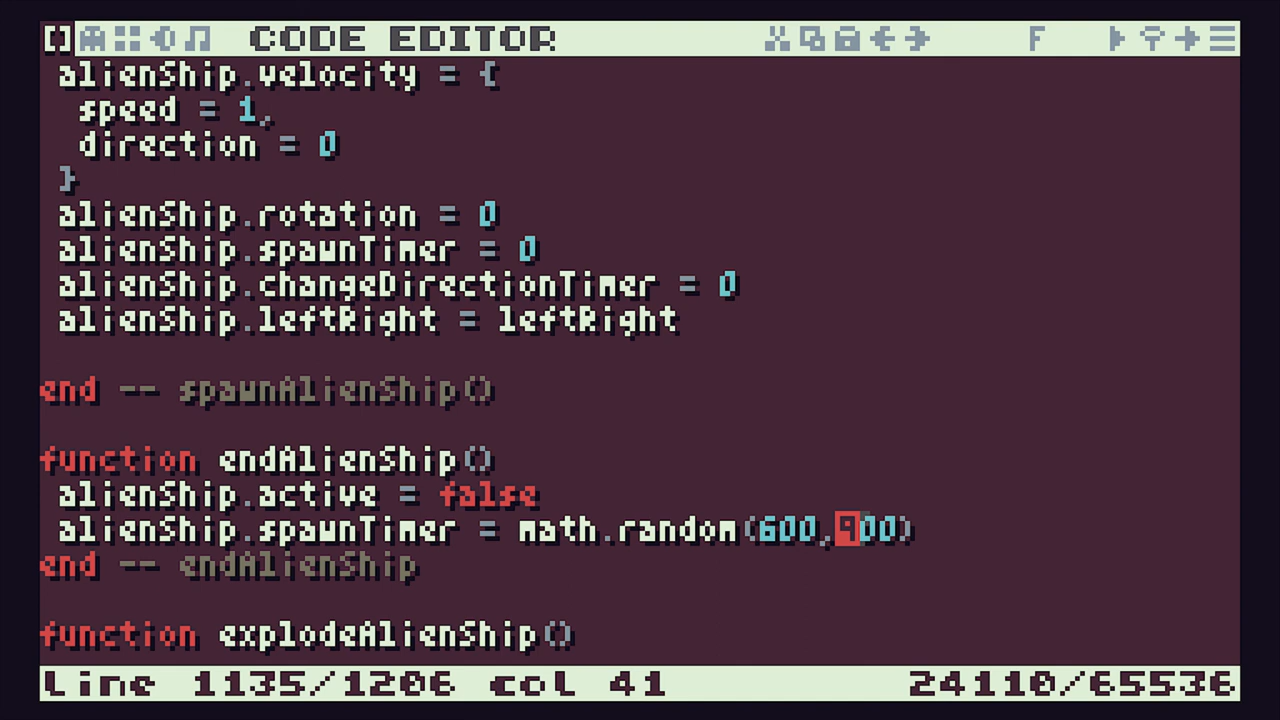 CODE EDITOR F
alienShip.velocity = {
speed = 1,
direction = 0
}
alienShip.rotation = 0
alienShip.spawnTimer = 0
alienShip.changeDirectionTimer = 0
alienShip.leftRight = leftRight
end -- spawnAlienShip()
function endAlienShip()
alienShip.active = false
alienShip.spawnTimer = math.random(600,900)
end -- endAlienShip
function explodeAlienShip()
line 1135/1206 col 41 24110/65536